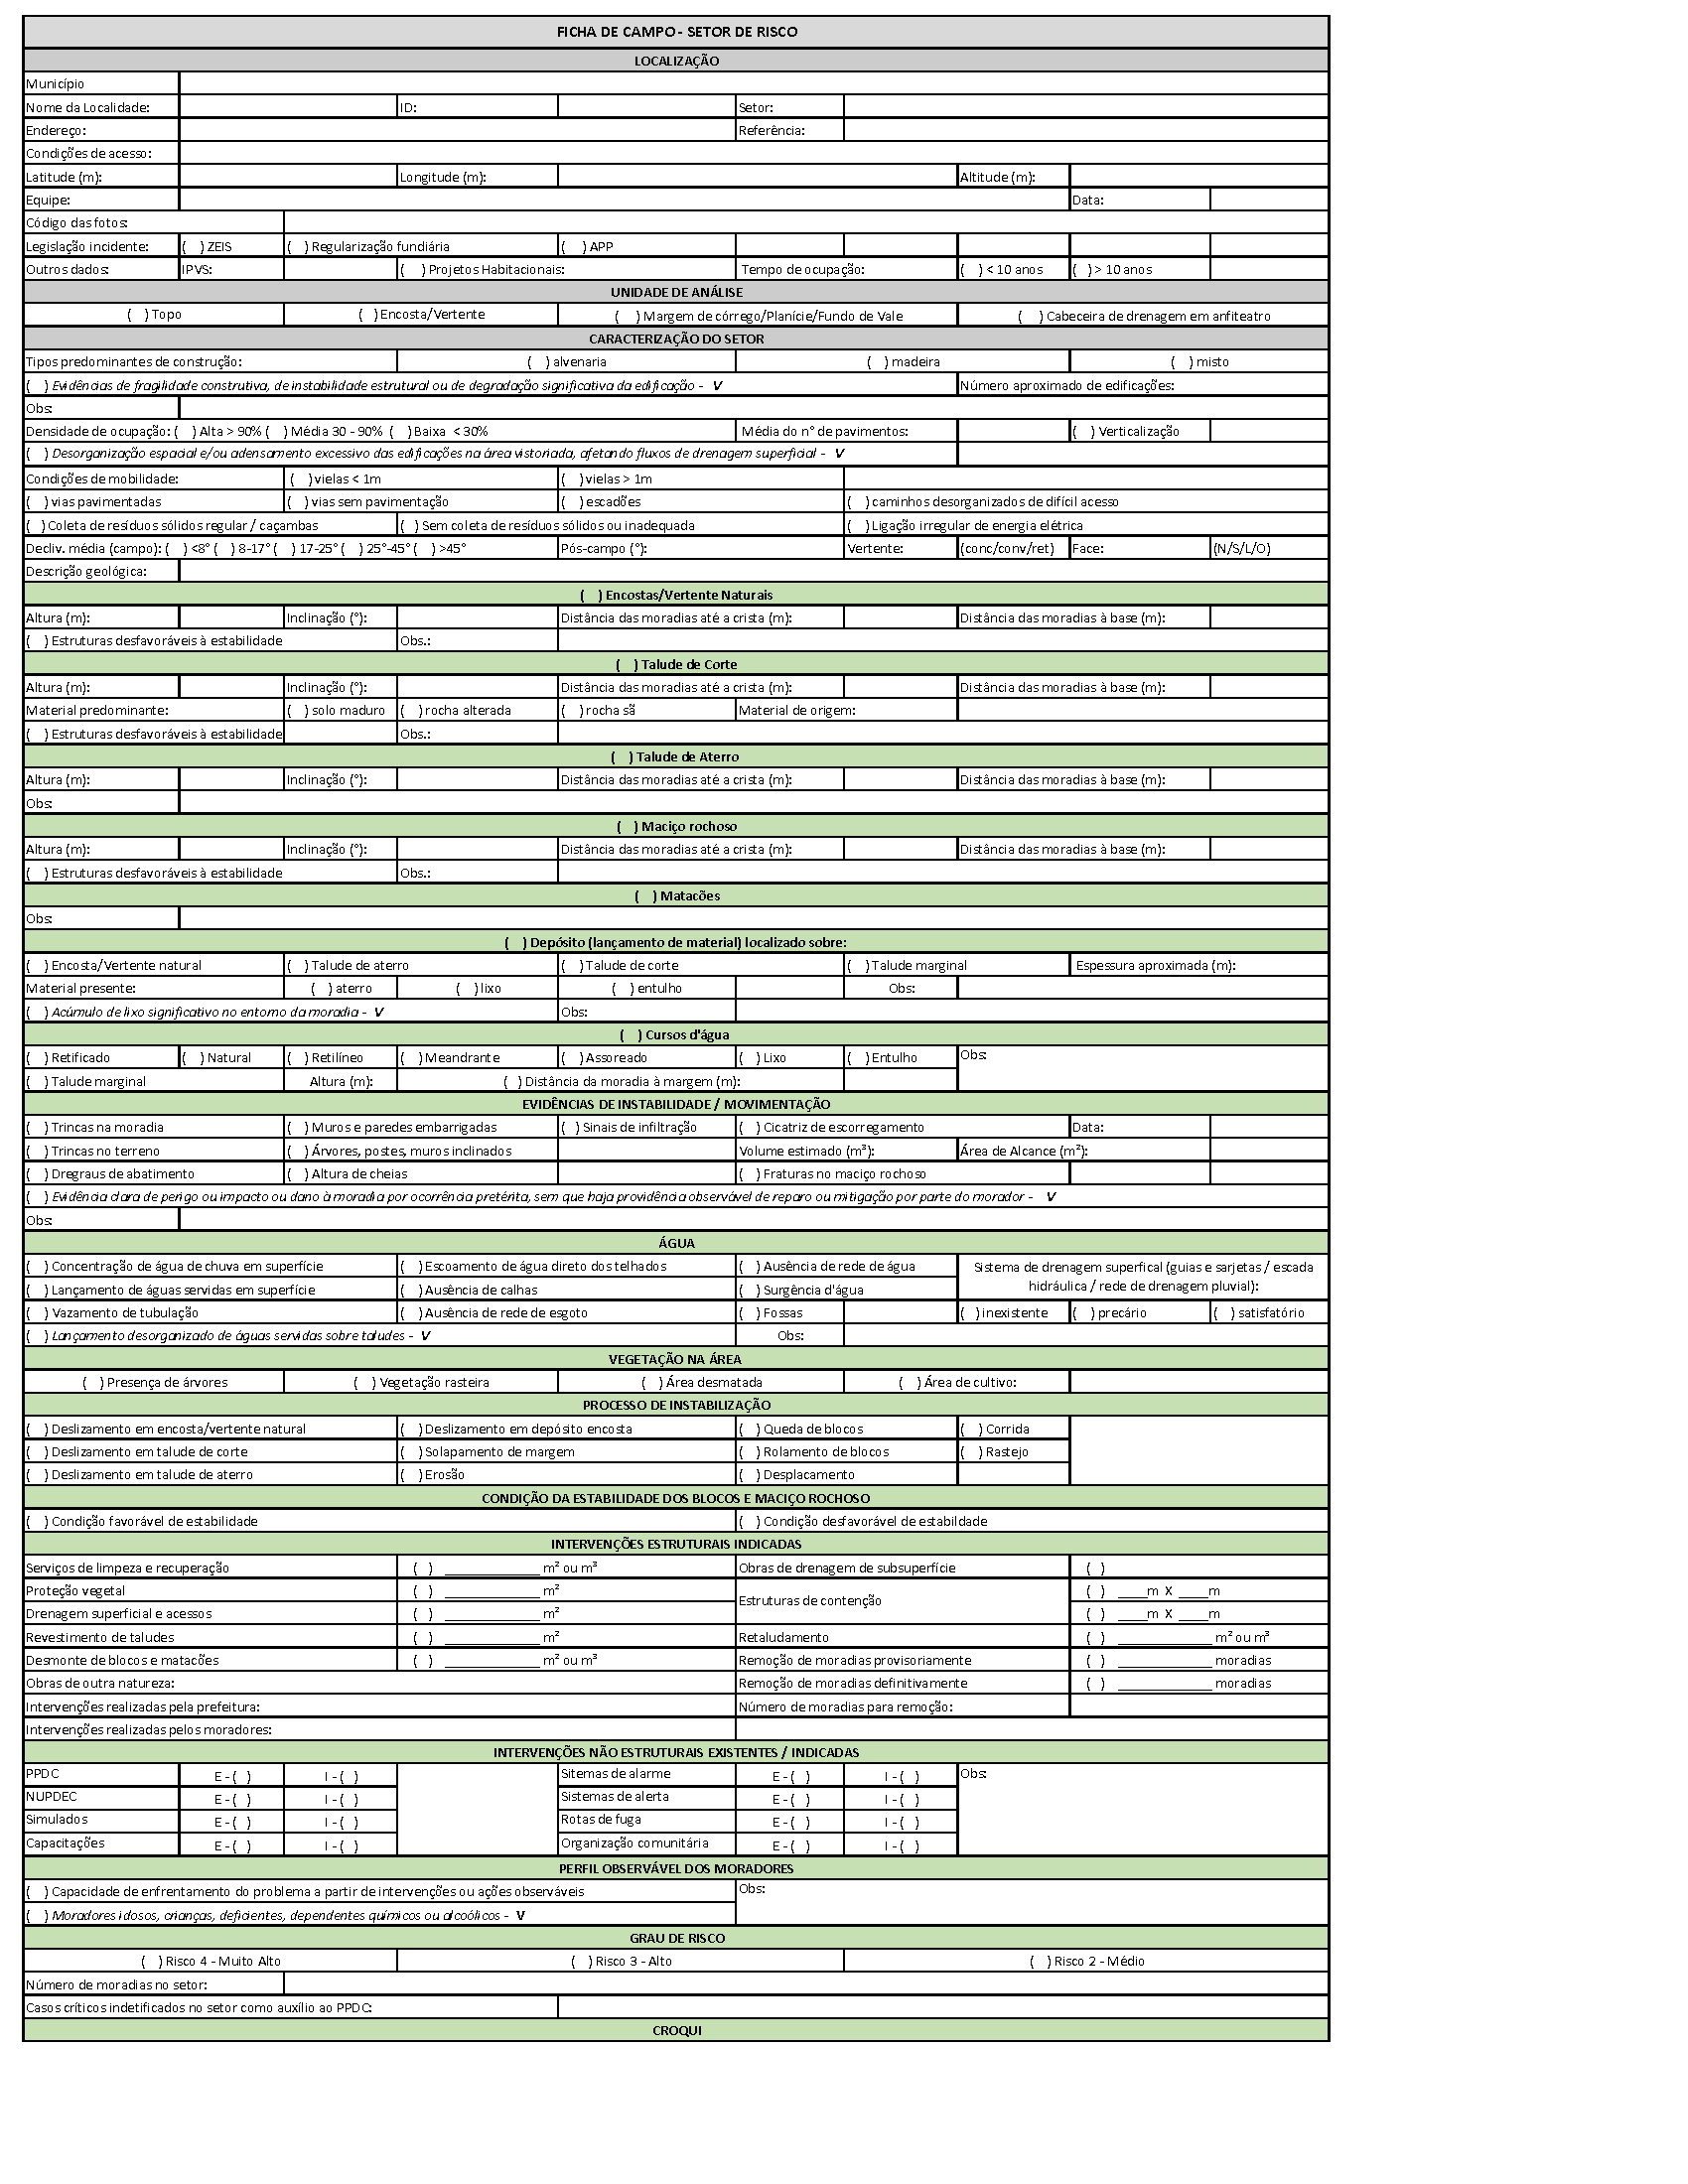 FICHA DE CAMPO - SETOR DE RISCO
LOCALIZAÇÃO
Município
Nome da Localidade: ID: Setor:
Endereço: Referência:
Condições de acesso:
Latitude (m): Longitude (m): Altitude (m):
Equipe: Data:
Código das fotos:
Legislação incidente: ( ) ZEIS ( ) Regularização fundiária ( ) APP
Outros dados: IPVS: ( ) Projetos Habitacionais: Tempo de ocupação: ( ) < 10 anos ( ) > 10 anos
UNIDADE DE ANÁLISE
( ) Topo ( ) Encosta/Vertente ( ) Margem de córrego/Planície/Fundo de Vale ( ) Cabeceira de drenagem em anfiteatro
CARACTERIZAÇÃO DO SETOR
Tipos predominantes de construção: ( ) alvenaria ( ) madeira ( ) misto
( ) Evidências de fragilidade construtiva, de instabilidade estrutural ou de degradação significativa da edificação - V Número aproximado de edificações:
Obs:
Densidade de ocupação: ( ) Alta > 90% ( ) Média 30 - 90% ( ) Baixa < 30% Média do n° de pavimentos: ( ) Verticalização
( ) Desorganização espacial e/ou adensamento excessivo das edificações na área vistoriada, afetando fluxos de drenagem superficial - V
Condições de mobilidade: ( ) vielas < 1m ( ) vielas > 1m
( ) vias pavimentadas ( ) vias sem pavimentação ( ) escadões ( ) caminhos desorganizados de difícil acesso
( ) Coleta de resíduos sólidos regular / caçambas ( ) Sem coleta de resíduos sólidos ou inadequada ( ) Ligação irregular de energia elétrica
Decliv. média (campo): ( ) <8° ( ) 8-17° ( ) 17-25° ( ) 25°-45° ( ) >45° Pós-campo (°): Vertente: (conc/conv/ret) Face: (N/S/L/O)
Descrição geológica:
( ) Encostas/Vertente Naturais
Altura (m): Inclinação (°): Distância das moradias até a crista (m): Distância das moradias à base (m):
( ) Estruturas desfavoráveis à estabilidade Obs.:
( ) Talude de Corte
Altura (m): Inclinação (°): Distância das moradias até a crista (m): Distância das moradias à base (m):
Material predominante: ( ) solo maduro ( ) rocha alterada ( ) rocha sã Material de origem:
( ) Estruturas desfavoráveis à estabilidade Obs.:
( ) Talude de Aterro
Altura (m): Inclinação (°): Distância das moradias até a crista (m): Distância das moradias à base (m):
Obs:
( ) Maciço rochoso
Altura (m): Inclinação (°): Distância das moradias até a crista (m): Distância das moradias à base (m):
( ) Estruturas desfavoráveis à estabilidade Obs.:
( ) Matacões
Obs:
( ) Depósito (lançamento de material) localizado sobre:
( ) Encosta/Vertente natural ( ) Talude de aterro ( ) Talude de corte ( ) Talude marginal Espessura aproximada (m):
Material presente: ( ) aterro ( ) lixo ( ) entulho Obs:
( ) Acúmulo de lixo significativo no entorno da moradia - V Obs:
( ) Cursos d'água
( ) Retificado ( ) Natural ( ) Retilíneo ( ) Meandrante ( ) Assoreado ( ) Lixo ( ) Entulho Obs:
( ) Talude marginal Altura (m): ( ) Distância da moradia à margem (m):
EVIDÊNCIAS DE INSTABILIDADE / MOVIMENTAÇÃO
( ) Trincas na moradia ( ) Muros e paredes embarrigadas ( ) Sinais de infiltração ( ) Cicatriz de escorregamento Data:
( ) Trincas no terreno ( ) Árvores, postes, muros inclinados Volume estimado (m³): Área de Alcance (m²):
( ) Dregraus de abatimento ( ) Altura de cheias ( ) Fraturas no maciço rochoso
( ) Evidência clara de perigo ou impacto ou dano à moradia por ocorrência pretérita, sem que haja providência observável de reparo ou mitigação por parte do morador - V
Obs:
ÁGUA
( ) Concentração de água de chuva em superfície ( ) Escoamento de água direto dos telhados ( ) Ausência de rede de água Sistema de drenagem superfical (guias e sarjetas / escada
( ) Lançamento de águas servidas em superfície ( ) Ausência de calhas ( ) Surgência d'água hidráulica / rede de drenagem pluvial):
( ) Vazamento de tubulação ( ) Ausência de rede de esgoto ( ) Fossas ( ) inexistente ( ) precário ( ) satisfatório
( ) Lançamento desorganizado de águas servidas sobre taludes - V Obs:
VEGETAÇÃO NA ÁREA
( ) Presença de árvores ( ) Vegetação rasteira ( ) Área desmatada ( ) Área de cultivo:
PROCESSO DE INSTABILIZAÇÃO
( ) Deslizamento em encosta/vertente natural ( ) Deslizamento em depósito encosta ( ) Queda de blocos ( ) Corrida
( ) Deslizamento em talude de corte ( ) Solapamento de margem ( ) Rolamento de blocos ( ) Rastejo
( ) Deslizamento em talude de aterro ( ) Erosão ( ) Desplacamento
CONDIÇÃO DA ESTABILIDADE DOS BLOCOS E MACIÇO ROCHOSO
( ) Condição favorável de estabilidade ( ) Condição desfavorável de estabildade
INTERVENÇÕES ESTRUTURAIS INDICADAS
Serviços de limpeza e recuperação ( ) _____________ m² ou m³ Obras de drenagem de subsuperfície ( )
Proteção vegetal ( ) _____________ m² Estruturas de contenção ( ) ____m X ____m
Drenagem superficial e acessos ( ) _____________ m² ( ) ____m X ____m
Revestimento de taludes ( ) _____________ m² Retaludamento ( ) _____________ m² ou m³
Desmonte de blocos e matacões ( ) _____________ m² ou m³ Remoção de moradias provisoriamente ( ) _____________ moradias
Obras de outra natureza: Remoção de moradias definitivamente ( ) _____________ moradias
Intervenções realizadas pela prefeitura: Número de moradias para remoção:
Intervenções realizadas pelos moradores:
INTERVENÇÕES NÃO ESTRUTURAIS EXISTENTES / INDICADAS
PPDC E - ( ) I - ( ) Sitemas de alarme E - ( ) I - ( ) Obs:
NUPDEC E - ( ) I - ( ) Sistemas de alerta E - ( ) I - ( )
Simulados E - ( ) I - ( ) Rotas de fuga E - ( ) I - ( )
Capacitações E - ( ) I - ( ) Organização comunitária E - ( ) I - ( )
PERFIL OBSERVÁVEL DOS MORADORES
( ) Capacidade de enfrentamento do problema a partir de intervenções ou ações observáveis Obs:
( ) Moradores idosos, crianças, deficientes, dependentes químicos ou alcoólicos - V
GRAU DE RISCO
( ) Risco 4 - Muito Alto ( ) Risco 3 - Alto ( ) Risco 2 - Médio
Número de moradias no setor:
Casos críticos indetificados no setor como auxílio ao PPDC:
CROQUI